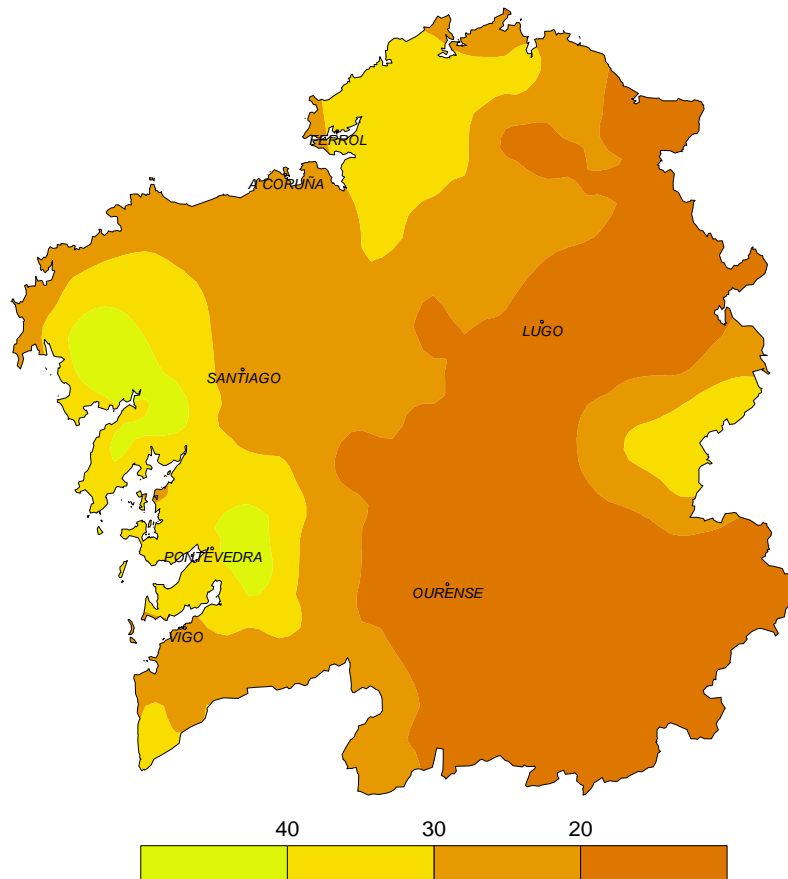 FERROL
A CORUÑA
LUGO
SANTIAGO
PONTEVEDRA
OURENSE
VIGO
40 30 20